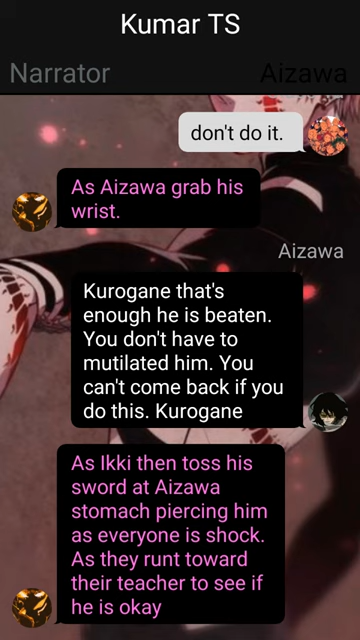 Kumar TS
Narrator
Aizawa
don't do it.
As Aizawa grab his
wrist.
Aizawa
Kurogane that's
enough he is beaten.
You don't have to
mutilated him. You
can't come back if you
do this. Kurogane
As Ikki then toss his
sword at Aizawa
stomach piercing him
as everyone is shock.
As they runt toward
their teacher to see if
he is okay